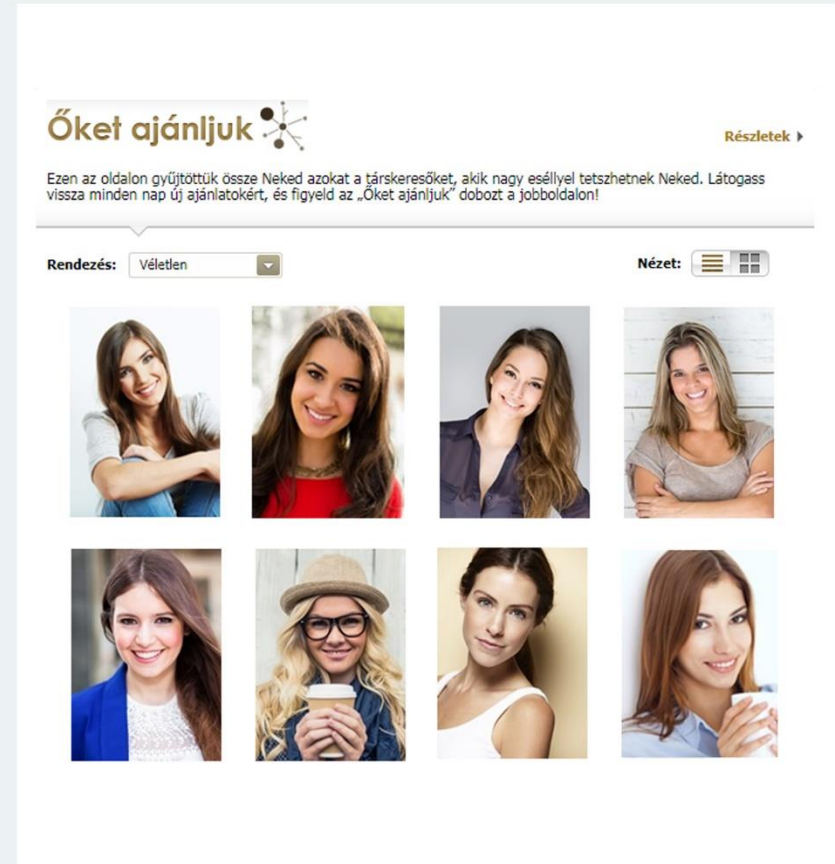 Őket ajánljuk
Részletek
Ezen az oldalon gyűjtöttük össze Neked azokat a társkeresőket, akik nagy eséllyel tetszhetnek Neked. Látogass
vissza minden nap új ajánlatokért, és figyeld az „Őket ajánljuk” dobozt a jobboldalon!
Rendezés: Véletlen Nézet: